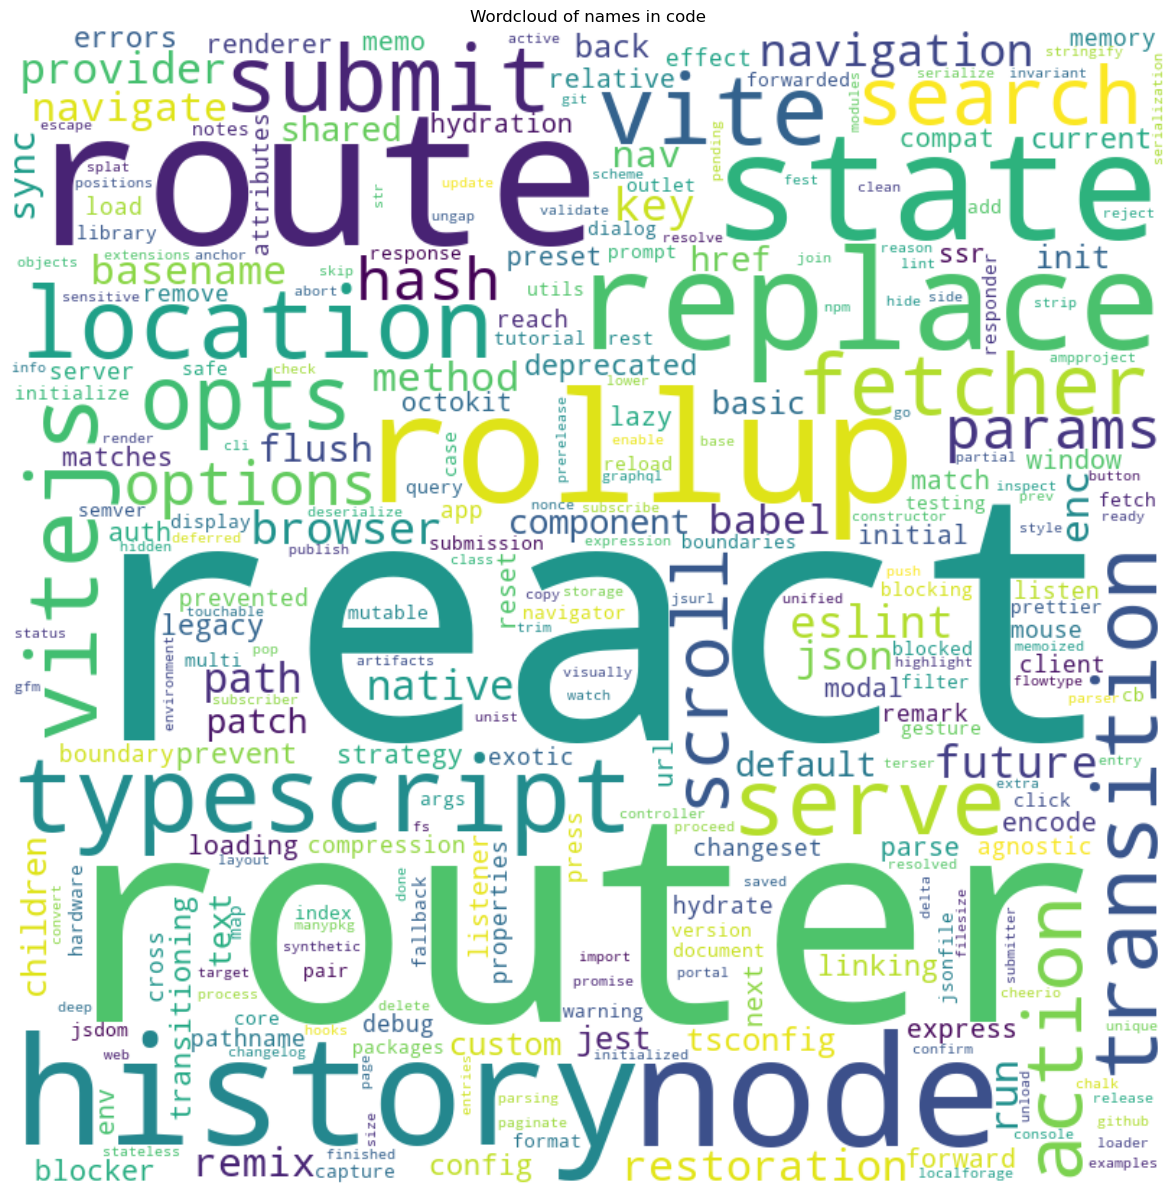 Wordcloud of names in code
errors
renderer
memo
active
back
effect
navigation
memory
stringify
provider
submit
relative
git
forwarded
vite
serialize
invariant
search
modules
serialization
navigate
escape
notes
attributes
shared
hydration
nav
pending
compat
current
sync
splat
positions
route
str
update
ungap
scheme
outlet
key
fest
clean
state
add
reject
load
library
validate
dialog
resolve
objects
extensions
anchor
basename
skip
response
hash
preset
prompt
href
join
reason
lint
ssr
init
sensitive
remove
abort
utils
replace
npm
hide
side
responder
strip
location
reach
tutorial
rest
info
server
safe
check
initialize
opts
method
deprecated
lower
fetcher
ampproject
octokit
prerelease
lazy
basic
go
render
matches
cli
flush
case
rollup
enable
base
params
partial
window
button
vitejs
options
reload
graphql
match
inspect
query
testing
prev
fetch
semver
deserialize
app
nonce
subscribe
constructor
enc
ready
auth
display
deferred
hidden
browser
component
babel
initial
style
publish
submission
expression
boundaries
class
react
reset
copy
storage
jsurl
push
blocking
listen
prevented
touchable
mutable
navigator
unified
prettier
status
legacy
trim
eslint
mouse
memoized
multi
pop
artifacts
visually
json
blocked
highlight
client
flowtype
gfm
environment
path
subscriber
native
watch
scroll
modal
filter
parser
cb
patch
unist
remark
gesture
transition
boundary
prevent
strategy
exotic
url
default
terser
future
entry
extra
typescript
args
controller
serve
click
encode
loading
fs
compression
proceed
changeset
parse
agnostic
layout
listener
press
resolved
children
convert
hardware
done
properties
saved
delta
filesize
text
map
index
manypkg
fallback
hydrate
cross
transitioning
synthetic
router
version
document
jsonfile
submitter
target
pair
import
portal
next
linking
process
promise
cheerio
action
deep
delete
warning
jsdom
core
pathname
hooks
debug
custom
jest
tsconfig
express
unique
web
changelog
packages
initialized
confirm
history
page
entries
node
run
unload
chalk
env
parsing
release
size
paginate
github
stateless
format
console
loader
blocker
remix
finished
capture
config
restoration
forward
localforage
examples